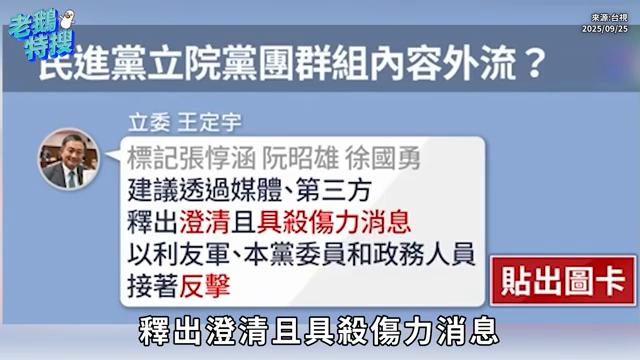 老鵝
特搜
來源:台視
2025/09/25
民進黨立院黨團群組內容外流？
立委 王定宇
標記張惇涵 阮昭雄 徐國勇
建議透過媒體、第三方
釋出澄清且具殺傷力消息
以利友軍、本黨委員和政務人員
接著反擊
貼出圖卡
釋出澄清且具殺傷力消息